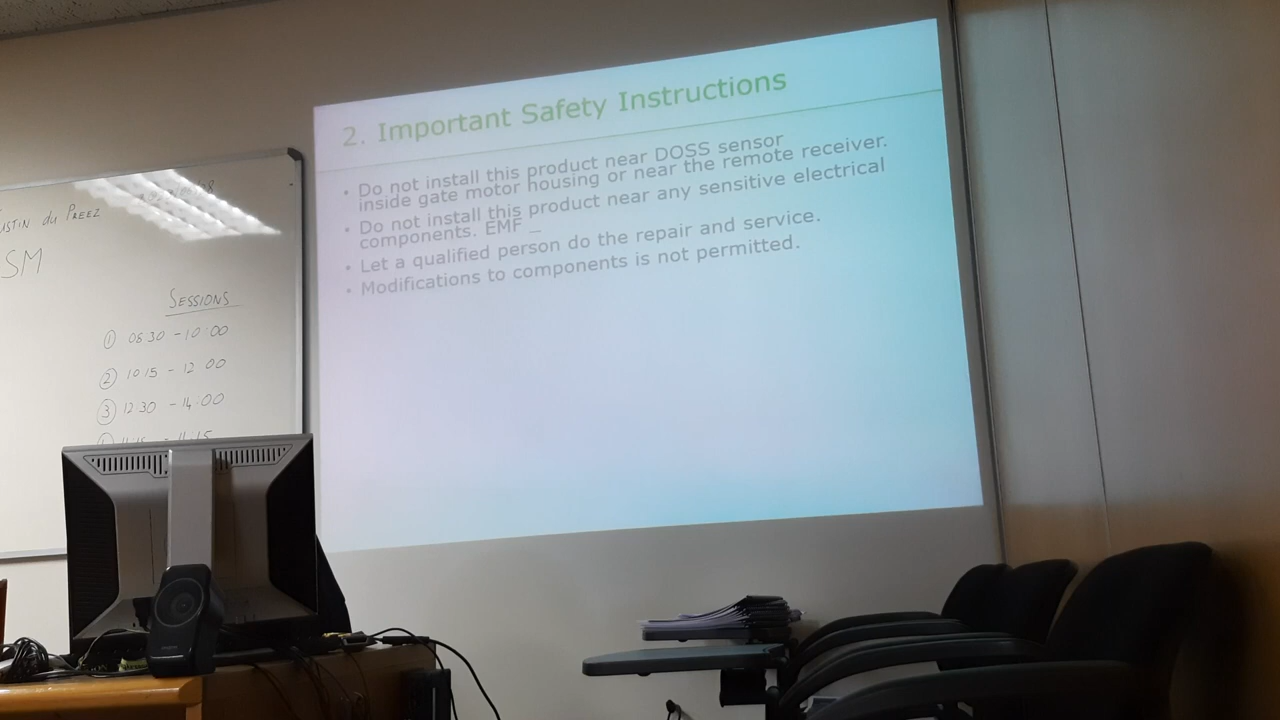 2. Important Safety Instructions
• Do not install this product near DOSS sensor
inside gate motor housing or near the remote receiver.
• Do not install this product near any sensitive electrical
components. EMF _
• Let a qualified person do the repair and service.
• Modifications to components is not permitted.
du PREEZ
SM
SESSIONS
① 08 30 - 10:00
② 10 15 - 12 00
③ 12 30 - 14:00